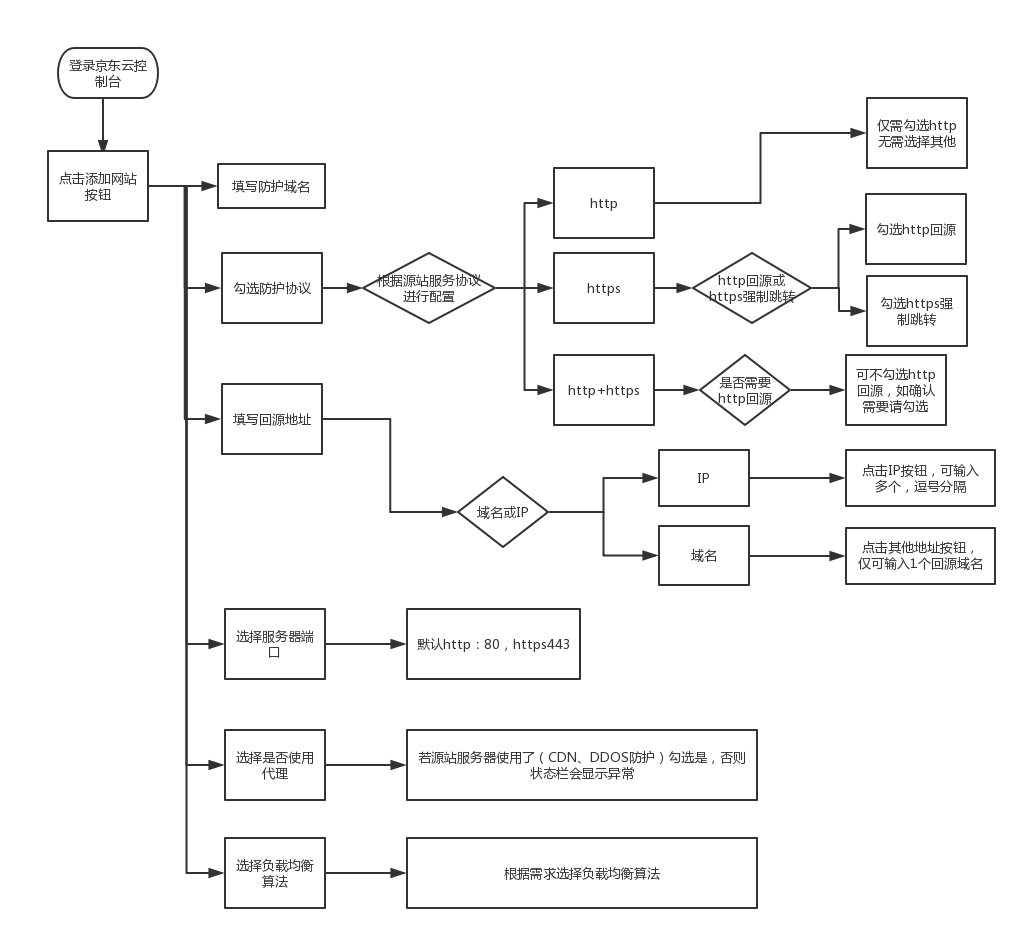 登录京东云控
制台
点击添加网站
按钮
填写防护域名
勾选防护协议
根据源站服务协议
进行配置
http
仅需勾选http
无需选择其他
https
http回源或
https强制跳转
勾选http回源
勾选https强
制跳转
http+https
是否需要
http回源
可不勾选http
回源，如确认
需要请勾选
填写回源地址
域名或IP
IP
点击IP按钮，可输入
多个，逗号分隔
域名
点击其他地址按钮，
仅可输入1个回源域名
选择服务器端
口
默认http：80，https443
选择是否使用
代理
若源站服务器使用了（CDN、DDOS防护）勾选是，否则
状态栏会显示异常
选择负载均衡
算法
根据需求选择负载均衡算法